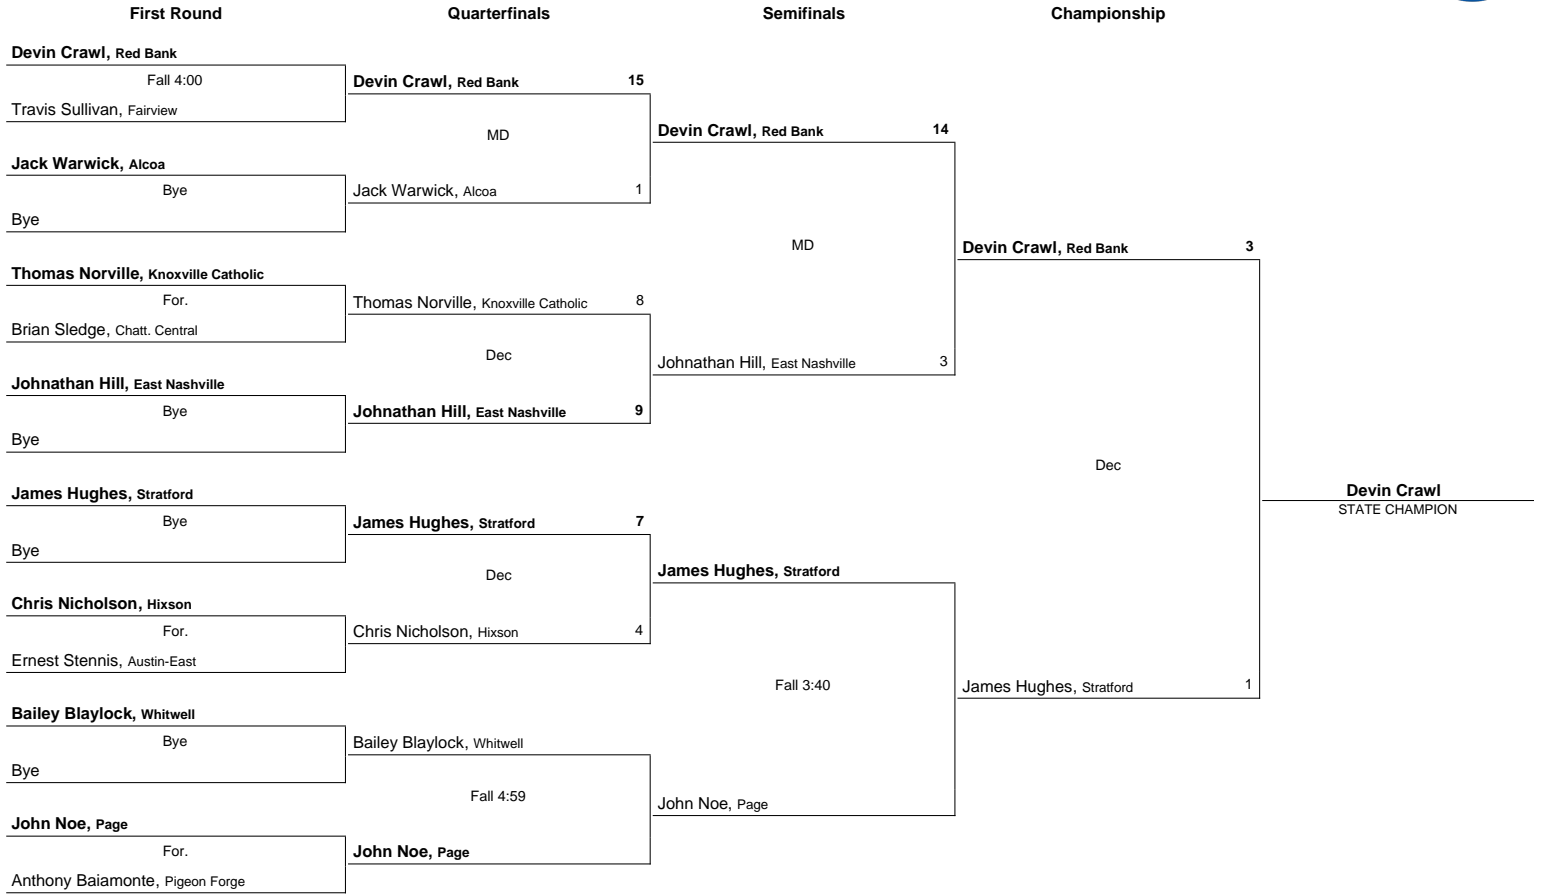 First Round
Quarterfinals
Semifinals
Championship
Devin Crawl, Red Bank
Fall 4:00
Travis Sullivan, Fairview
Jack Warwick, Alcoa
Bye
Bye
Thomas Norville, Knoxville Catholic
For.
Brian Sledge, Chatt. Central
Johnathan Hill, East Nashville
Bye
Bye
James Hughes, Stratford
Bye
Bye
Chris Nicholson, Hixson
For.
Ernest Stennis, Austin-East
Bailey Blaylock, Whitwell
Bye
Bye
John Noe, Page
For.
Anthony Baiamonte, Pigeon Forge
Devin Crawl, Red Bank 15
MD
Jack Warwick, Alcoa 1
Thomas Norville, Knoxville Catholic 8
Dec
Johnathan Hill, East Nashville 9
James Hughes, Stratford 7
Dec
Chris Nicholson, Hixson 4
Bailey Blaylock, Whitwell
Fall 4:59
John Noe, Page
Devin Crawl, Red Bank 14
MD
Johnathan Hill, East Nashville 3
James Hughes, Stratford
Fall 3:40
John Noe, Page
Devin Crawl, Red Bank 3
Dec
James Hughes, Stratford 1
Devin Crawl
STATE CHAMPION